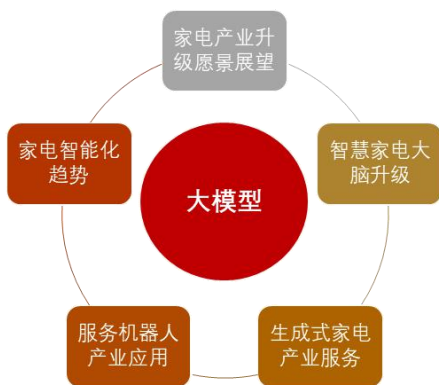 家电产业升
级愿景展望
家电智能化
趋势
智慧家电大
脑升级
大模型
服务机器人
产业应用
生成式家电
产业服务